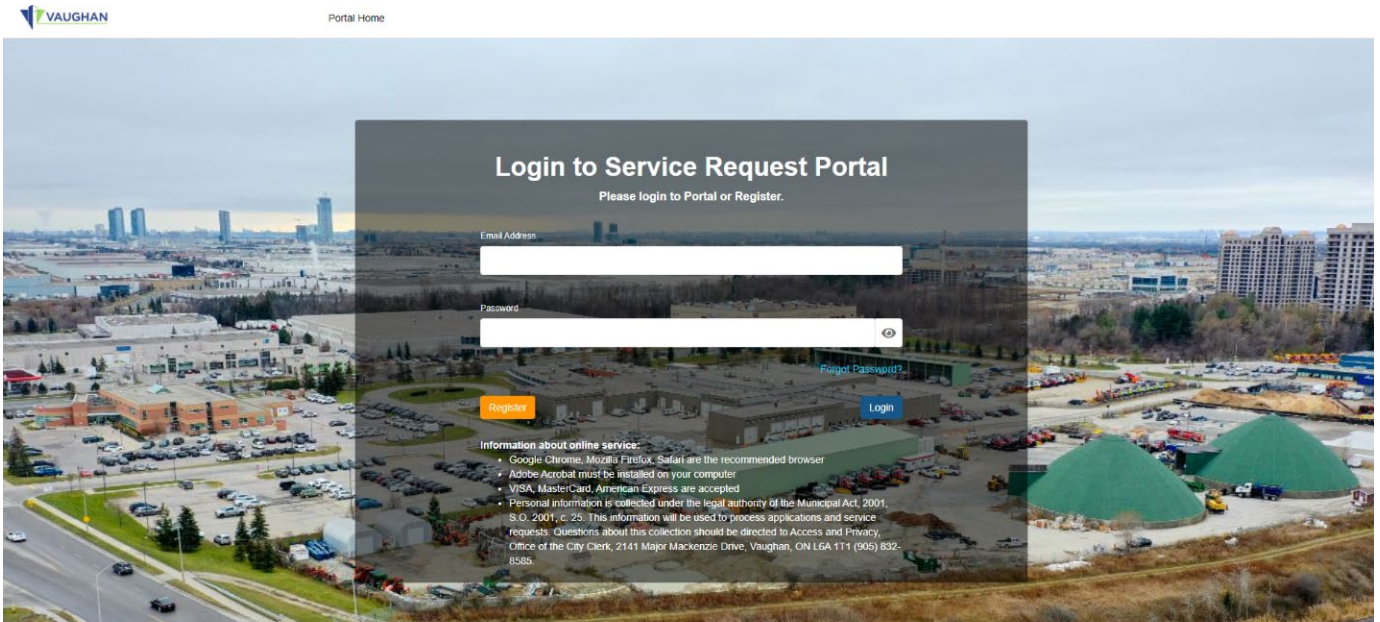 VAUGHAN
Portal Home
Login to Service Request Portal
Please login to Portal or Register.
Email Address
Password
Forgot Password?
Register
Login
Information about online service:
Google Chrome, Mozilla Firefox, Safari are the recommended browser
Adobe Acrobat must be installed on your computer
VISA, MasterCard, American Express are accepted
Personal information is collected under the legal authority of the Municipal Act, 2001,
S.O. 2001, c. 25. This information will be used to process applications and service
requests. Questions about this collection should be directed to Access and Privacy,
Office of the City Clerk, 2141 Major Mackenzie Drive, Vaughan, ON L6A 1T1 (905) 832-
8585.